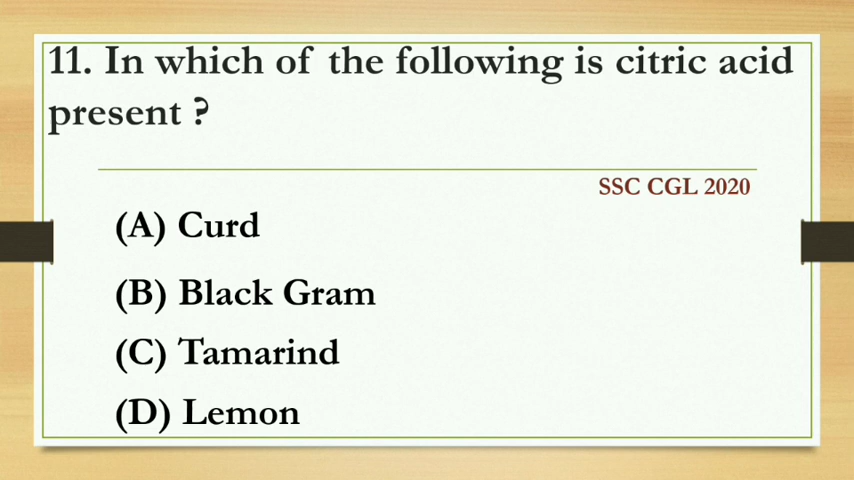 11. In which of the following is citric acid
present ?
SSC CGL 2020
(A) Curd
(B) Black Gram
(C) Tamarind
(D) Lemon